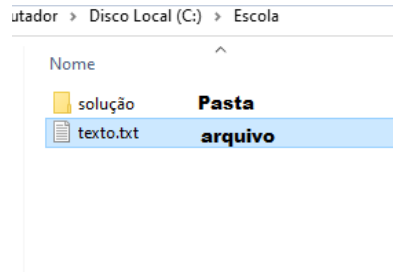 utador > Disco Local (C:) > Escola
Nome
solução Pasta
texto.txt arquivo